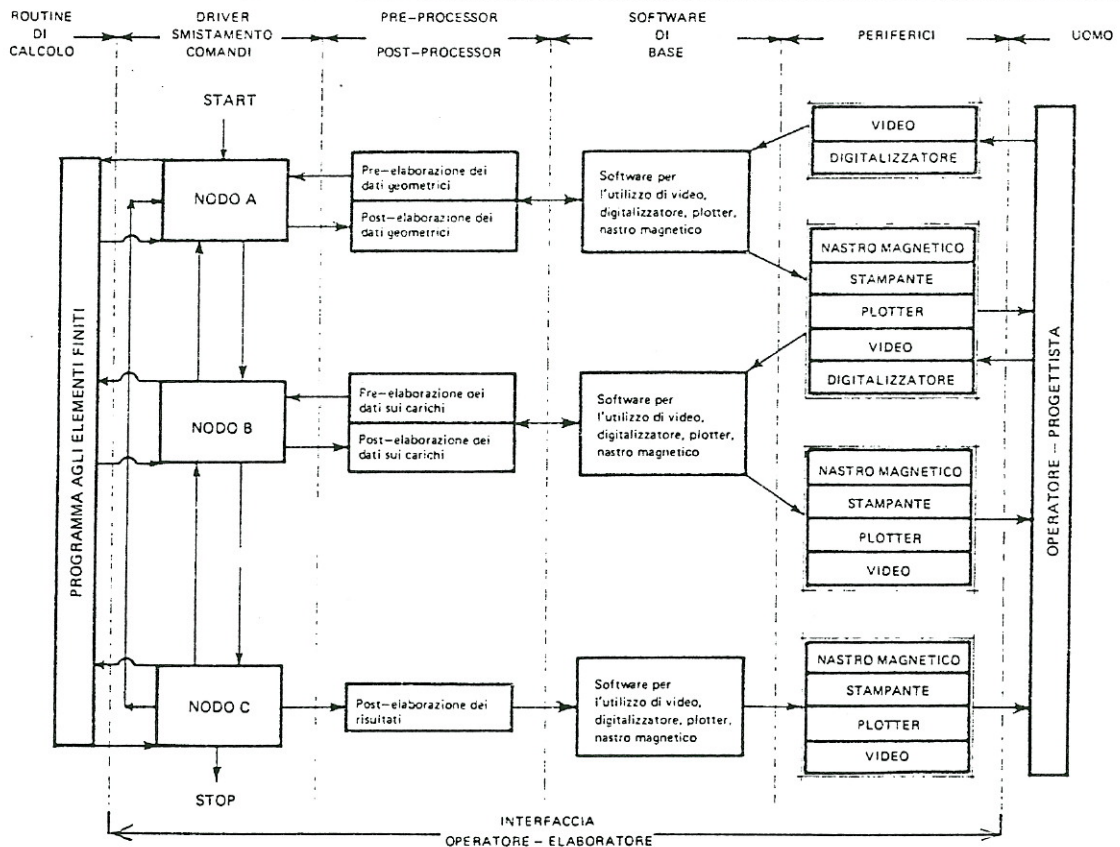 ROUTINE
DI
CALCOLO
DRIVER
SMISTAMENTO
COMANDI
PRE-PROCESSOR
POST-PROCESSOR
SOFTWARE
DI
BASE
PERIFERICI
UOMO
START
NODO A
Pre-elaborazione dei
dati geometrici
Post-elaborazione dei
dati geometrici
Software per
l'utilizzo di video,
digitalizzatore, plotter,
nastro magnetico
VIDEO
DIGITALIZZATORE
NASTRO MAGNETICO
STAMPANTE
PLOTTER
VIDEO
DIGITALIZZATORE
PROGRAMMA AGLI ELEMENTI FINITI
OPERATORE - PROGETTISTA
NODO B
Pre-elaborazione dei
dati sui carichi
Post-elaborazione dei
dati sui carichi
Software per
l'utilizzo di video,
digitalizzatore, plotter,
nastro magnetico
NASTRO MAGNETICO
STAMPANTE
PLOTTER
VIDEO
NODO C
Post-elaborazione dei
risultati
Software per
l'utilizzo di video,
digitalizzatore, plotter,
nastro magnetico
NASTRO MAGNETICO
STAMPANTE
PLOTTER
VIDEO
STOP
INTERFACCIA
OPERATORE - ELABORATORE